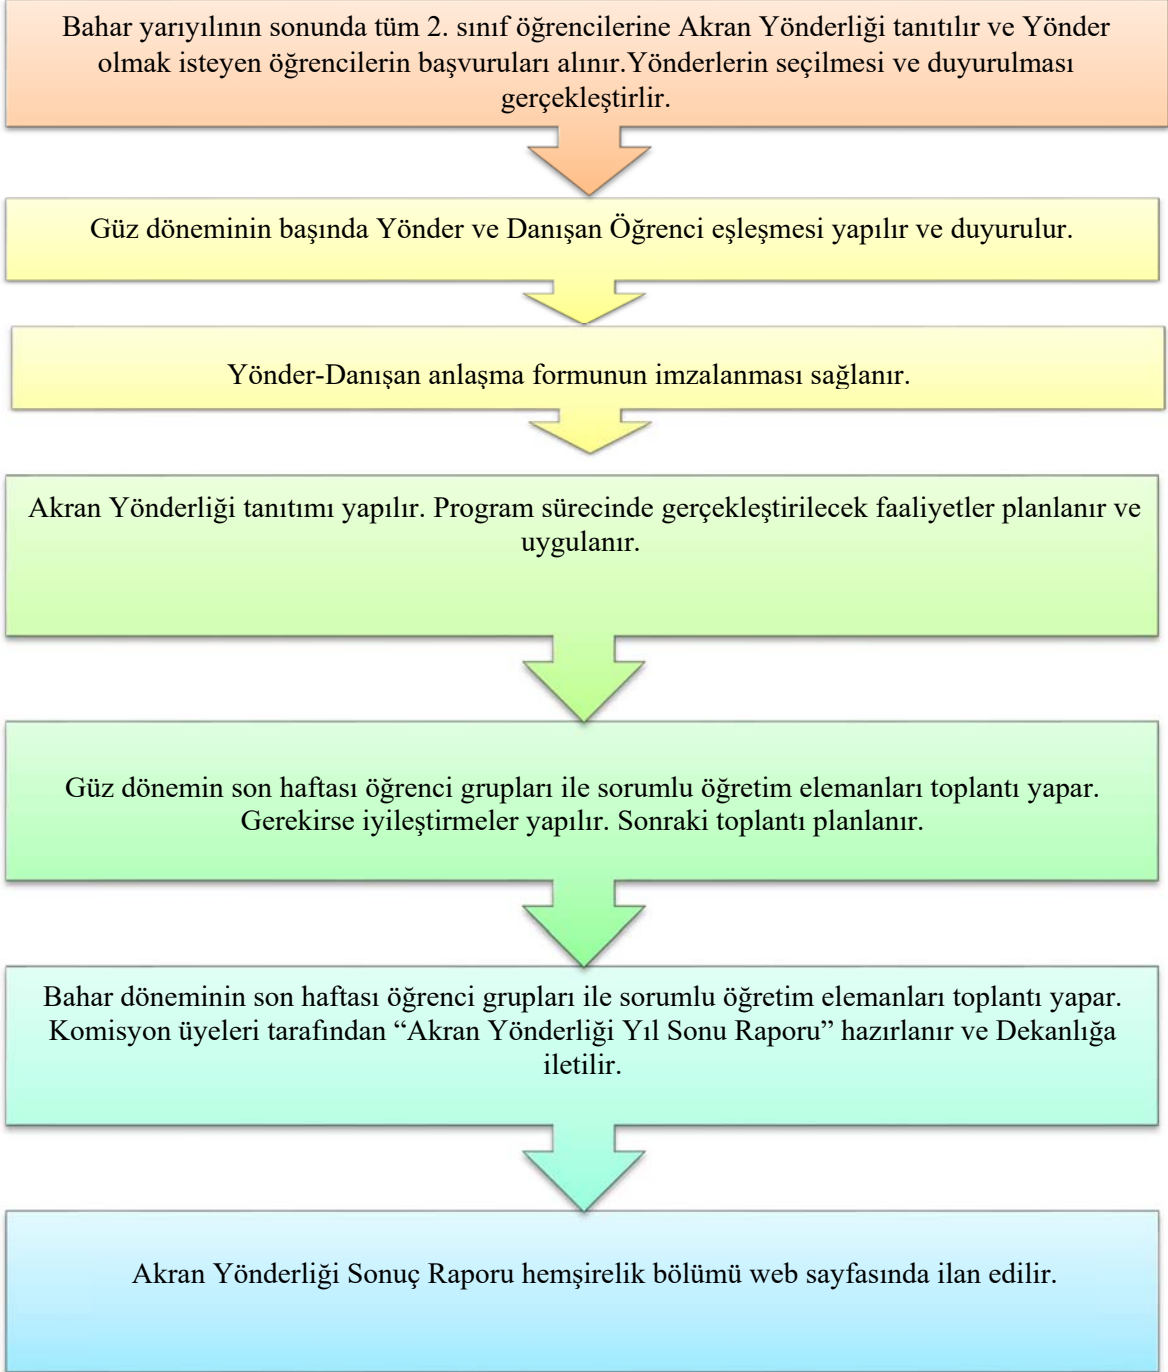 Bahar yarıyılının sonunda tüm 2. sınıf öğrencilerine Akran Yönderliği tanıtılır ve Yönder
olmak isteyen öğrencilerin başvuruları alınır.Yönderlerin seçilmesi ve duyurulması
gerçekleştirlir.
Güz döneminin başında Yönder ve Danışan Öğrenci eşleşmesi yapılır ve duyurulur.
Yönder-Danışan anlaşma formunun imzalanması sağlanır.
Akran Yönderliği tanıtımı yapılır. Program sürecinde gerçekleştirilecek faaliyetler planlanır ve
uygulanır.
Güz dönemin son haftası öğrenci grupları ile sorumlu öğretim elemanları toplantı yapar.
Gerekirse iyileştirmeler yapılır. Sonraki toplantı planlanır.
Bahar döneminin son haftası öğrenci grupları ile sorumlu öğretim elemanları toplantı yapar.
Komisyon üyeleri tarafından “Akran Yönderliği Yıl Sonu Raporu” hazırlanır ve Dekanlığa
iletilir.
Akran Yönderliği Sonuç Raporu hemşirelik bölümü web sayfasında ilan edilir.